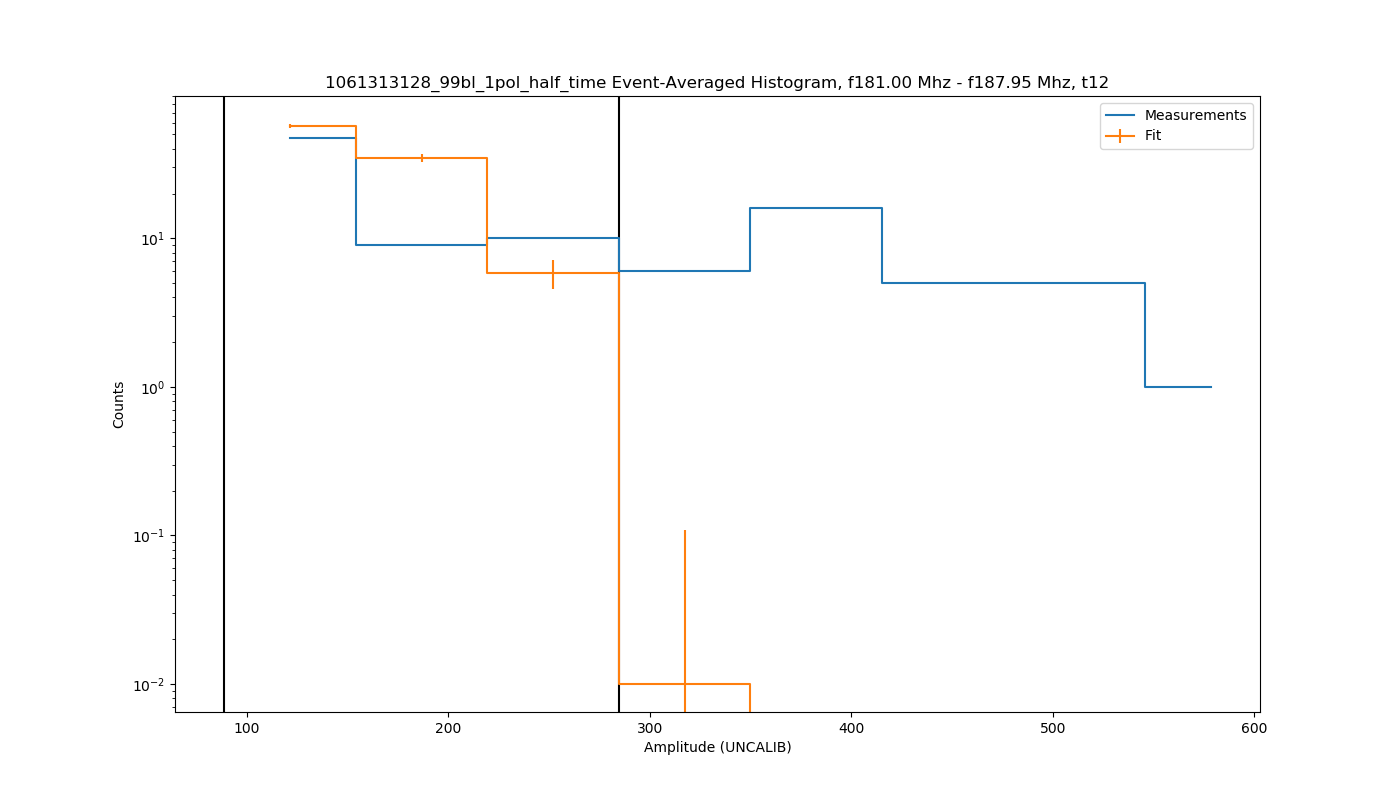 1061313128_99bl_1pol_half_time Event-Averaged Histogram, f181.00 Mhz - f187.95 Mhz, t12
Measurements
Fit
Counts
10¹
10⁰
10⁻¹
10⁻²
100 200 300 400 500 600
Amplitude (UNCALIB)